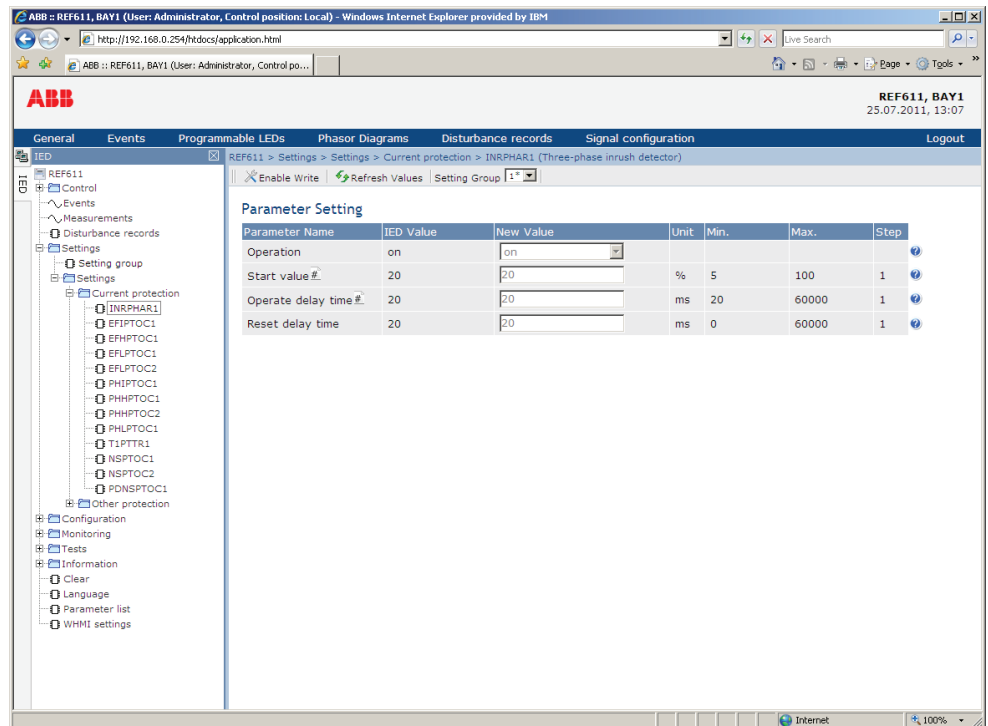 ABB :: REF611, BAY1 (User: Administrator, Control position: Local) - Windows Internet Explorer provided by IBM
http://192.168.0.254/htdocs/application.html
Live Search
ABB :: REF611, BAY1 (User: Administrator, Control po...
Page
Tools
»
ABB
REF611, BAY1
25.07.2011, 13:07
General Events Programmable LEDs Phasor Diagrams Disturbance records Signal configuration Logout
IED
IED
REF611 > Settings > Settings > Current protection > INRPHAR1 (Three-phase inrush detector)
Enable Write Refresh Values Setting Group 1*
REF611
Control
Events
Measurements
Disturbance records
Settings
Setting group
Settings
Current protection
INRPHAR1
EFIPTOC1
EFHPTOC1
EFLPTOC1
EFLPTOC2
PHIPTOC1
PHHPTOC1
PHHPTOC2
PHLPTOC1
T1PTTR1
NSPTOC1
NSPTOC2
PDNSPTOC1
Other protection
Configuration
Monitoring
Tests
Information
Clear
Language
Parameter list
WHMI settings
Parameter Setting
Parameter Name IED Value New Value Unit Min. Max. Step
Operation on on
Start value # 20 20 % 5 100 1
Operate delay time # 20 20 ms 20 60000 1
Reset delay time 20 20 ms 0 60000 1
Internet
100%